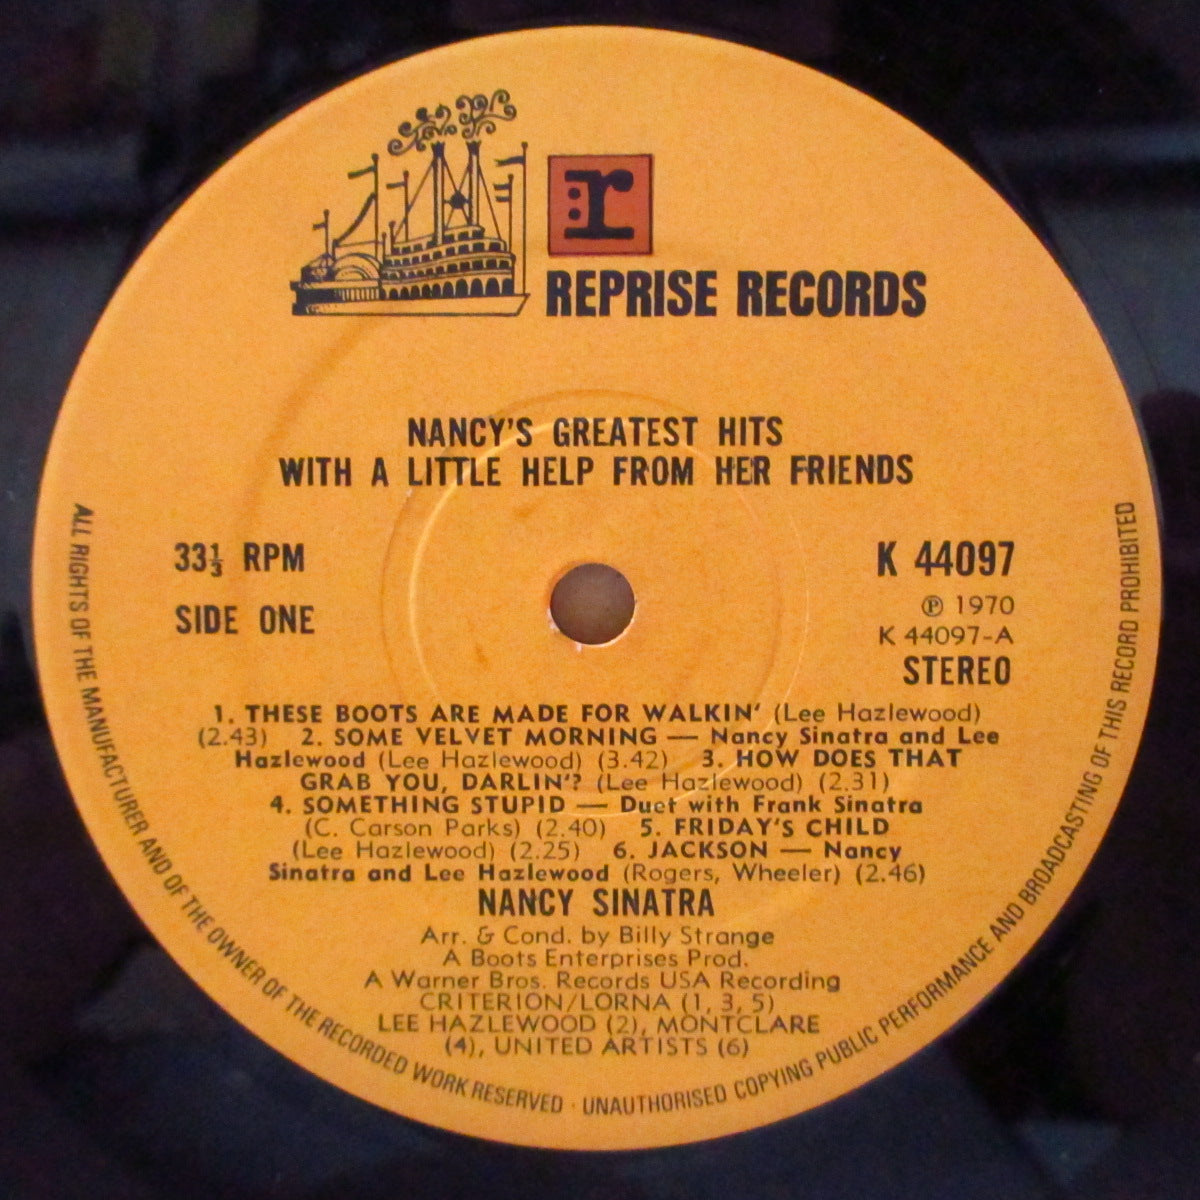 r
REPRISE RECORDS
NANCY'S GREATEST HITS
WITH A LITTLE HELP FROM HER FRIENDS
33⅓ RPM
SIDE ONE
K 44097
℗ 1970
K 44097-A
STEREO
1. THESE BOOTS ARE MADE FOR WALKIN' (Lee Hazlewood)
(2.43) 2. SOME VELVET MORNING — Nancy Sinatra and Lee
Hazlewood (Lee Hazlewood) (3.42) 3. HOW DOES THAT
GRAB YOU, DARLIN'? (Lee Hazlewood) (2.31)
4. SOMETHING STUPID — Duet with Frank Sinatra
(C. Carson Parks) (2.40) 5. FRIDAY'S CHILD
(Lee Hazlewood) (2.25) 6. JACKSON — Nancy
Sinatra and Lee Hazlewood (Rogers, Wheeler) (2.46)
NANCY SINATRA
Arr. & Cond. by Billy Strange
A Boots Enterprises Prod.
A Warner Bros. Records USA Recording
CRITERION/LORNA (1, 3, 5)
LEE HAZLEWOOD (2), MONTCLARE
(4), UNITED ARTISTS (6)
ALL RIGHTS OF THE MANUFACTURER AND OF THE OWNER OF THE RECORDED WORK RESERVED · UNAUTHORISED COPYING PUBLIC PERFORMANCE AND BROADCASTING OF THIS RECORD PROHIBITED